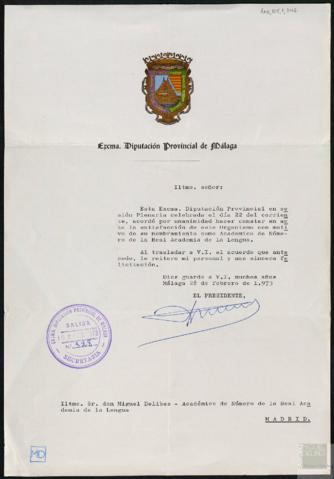 Excma. Diputación Provincial de Málaga
Iltmo. señor:
Esta Excma. Diputación Provincial en se
sión Plenaria celebrada el día 22 del corrien
te, acordó por unanimidad hacer constar en ac
ta la satisfacción de este Organismo con moti
vo de su nombramiento como Académico de Núme
ro de la Real Academia de la Lengua.
Al trasladar a V.I. el acuerdo que ante
cede, le reitero mi personal y más sincera fe
licitación.
Dios guarde a V.I. muchos años
Málaga 28 de febrero de 1.973
EL PRESIDENTE,
SALIDA
SECRETARIA
Iltmo. Sr. don Miguel Delibes - Académico de Número de la Real Aca
demia de la Lengua
MADRID.
MD